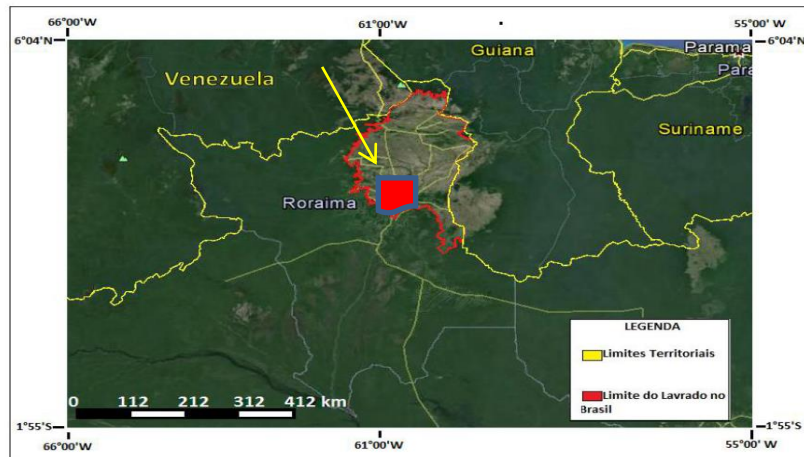 66°00'W 61°00'W 55°00'W
6°04'N 6°04'N
Guiana
Parama
Para
Venezuela
Suriname
Roraima
LEGENDA
Limites Territoriais
Limite do Lavrado no
Brasil
0 112 212 312 412 km
1°55'S 1°55'S
66°00'W 61°00'W 55°00'W